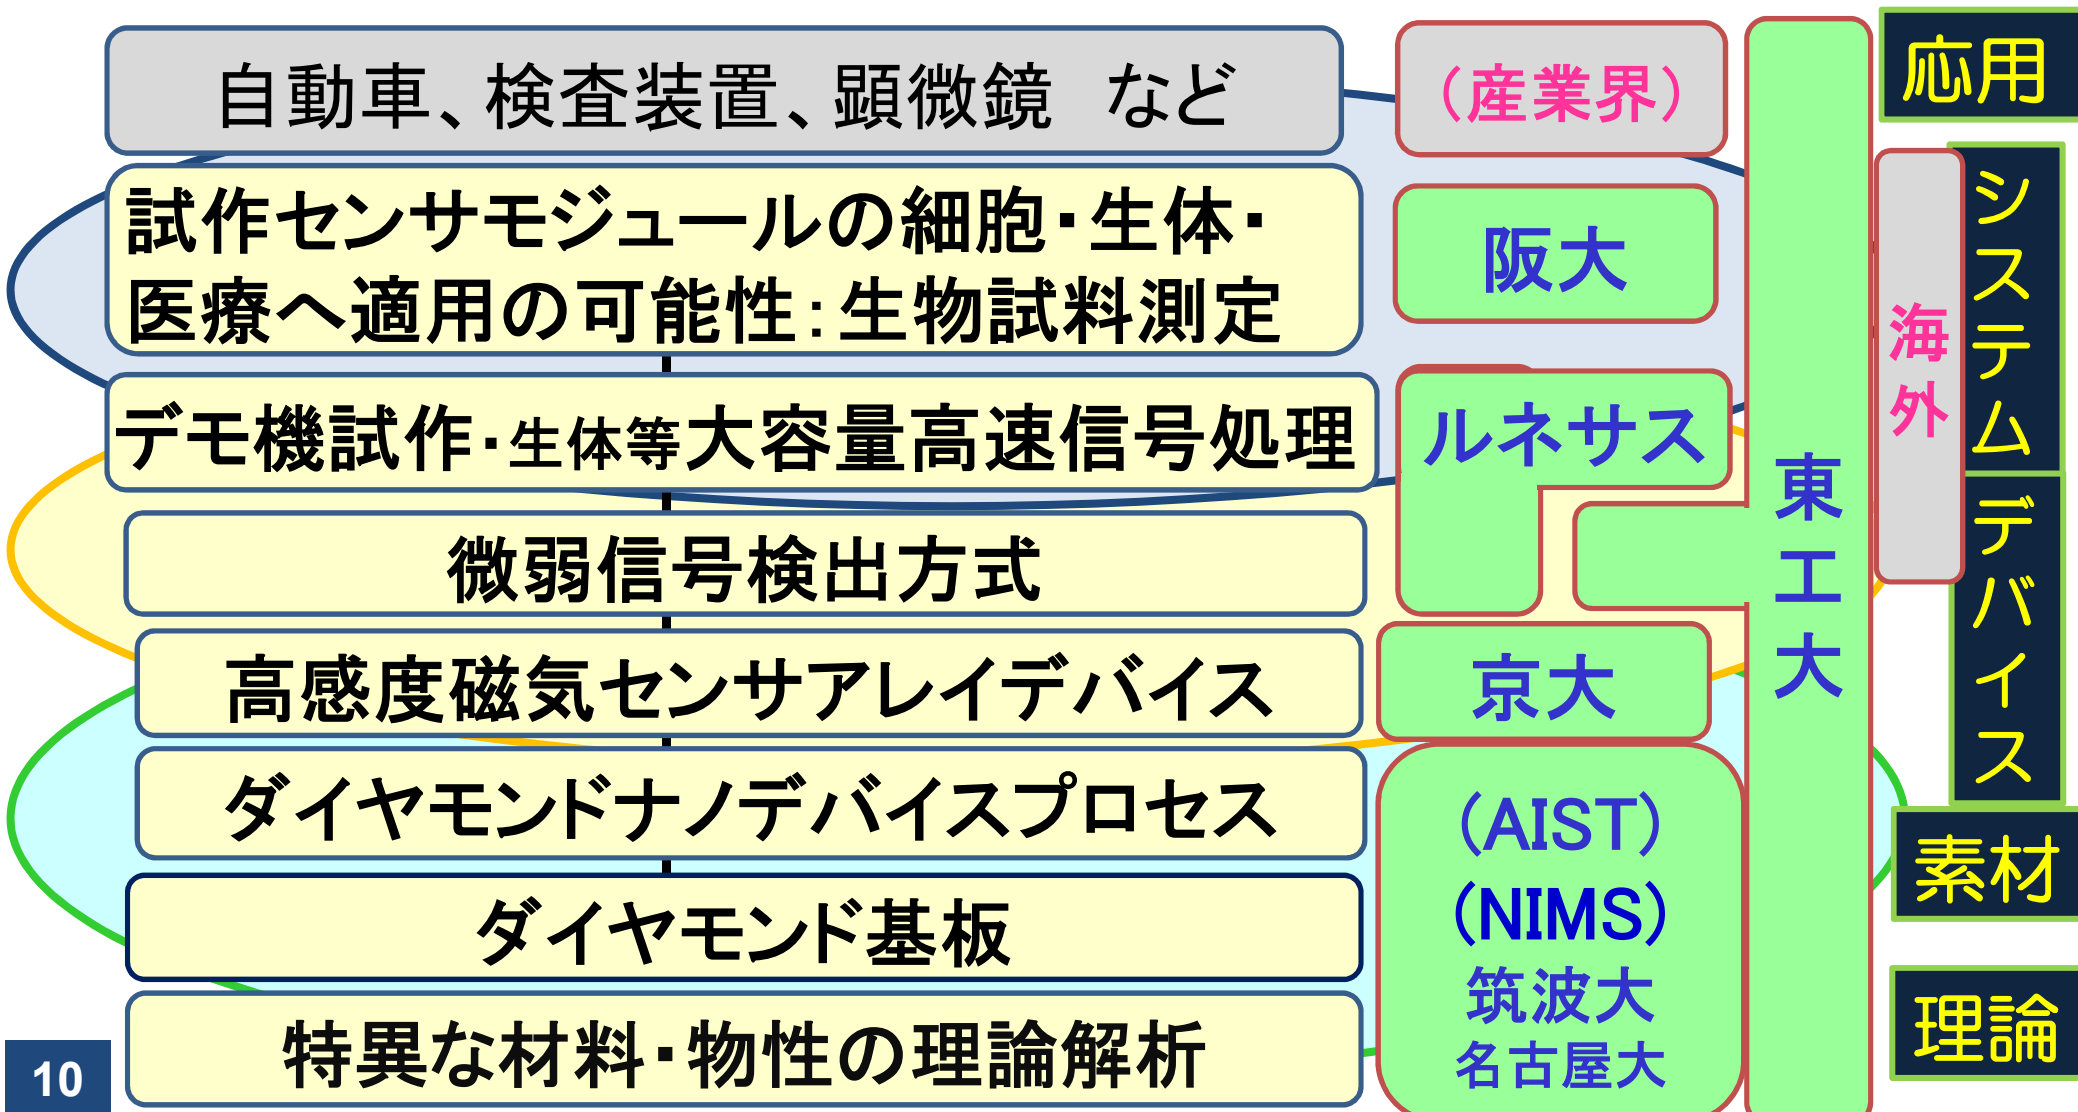 自動車、検査装置、顕微鏡　など
（産業界）
応用
試作センサモジュールの細胞・生体・
医療へ適用の可能性：生物試料測定
阪大
システム
海外
デモ機試作・生体等大容量高速信号処理
ルネサス
東工大
デバイス
微弱信号検出方式
高感度磁気センサアレイデバイス
京大
ダイヤモンドナノデバイスプロセス
（AIST）
素材
ダイヤモンド基板
（NIMS）
筑波大
特異な材料・物性の理論解析
名古屋大
理論
10